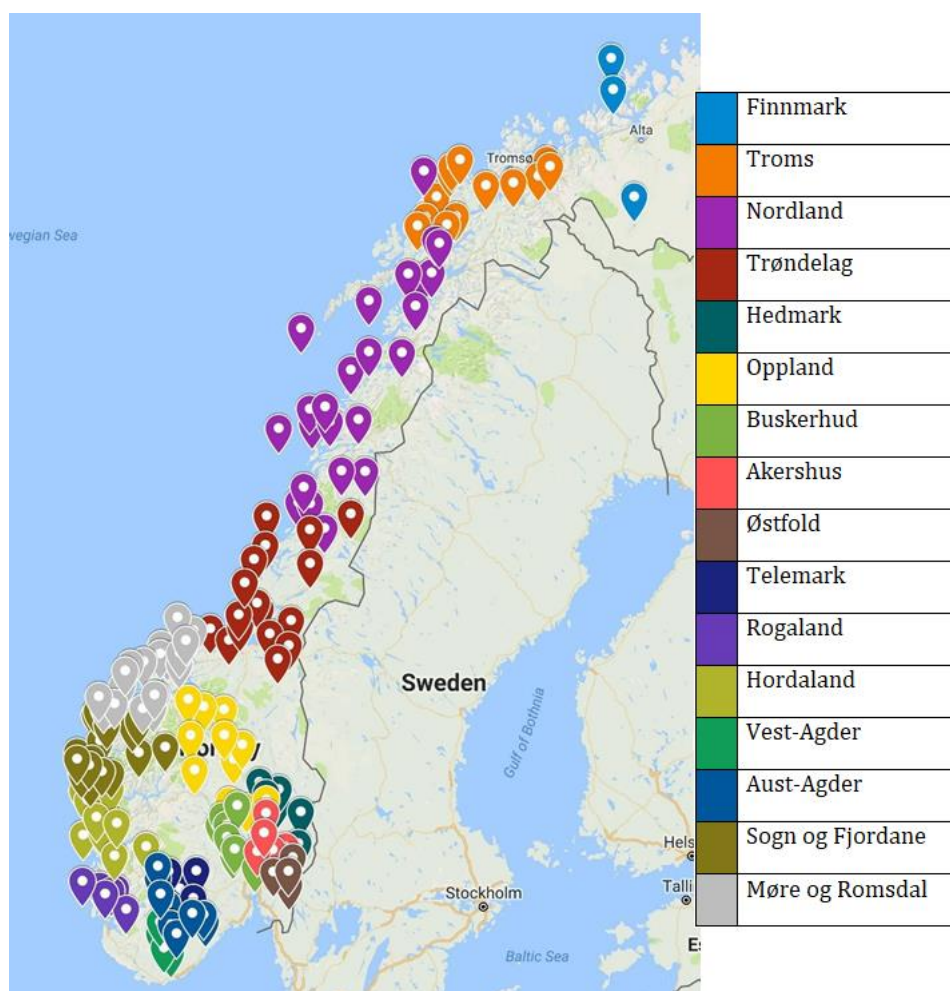 Tromsø
Alta
wegian Sea
Sweden
Gulf of Bothnia
Hels
Stockholm
Talli
Es
Baltic Sea
Finnmark
Troms
Nordland
Trøndelag
Hedmark
Oppland
Buskerhud
Akershus
Østfold
Telemark
Rogaland
Hordaland
Vest-Agder
Aust-Agder
Sogn og Fjordane
Møre og Romsdal